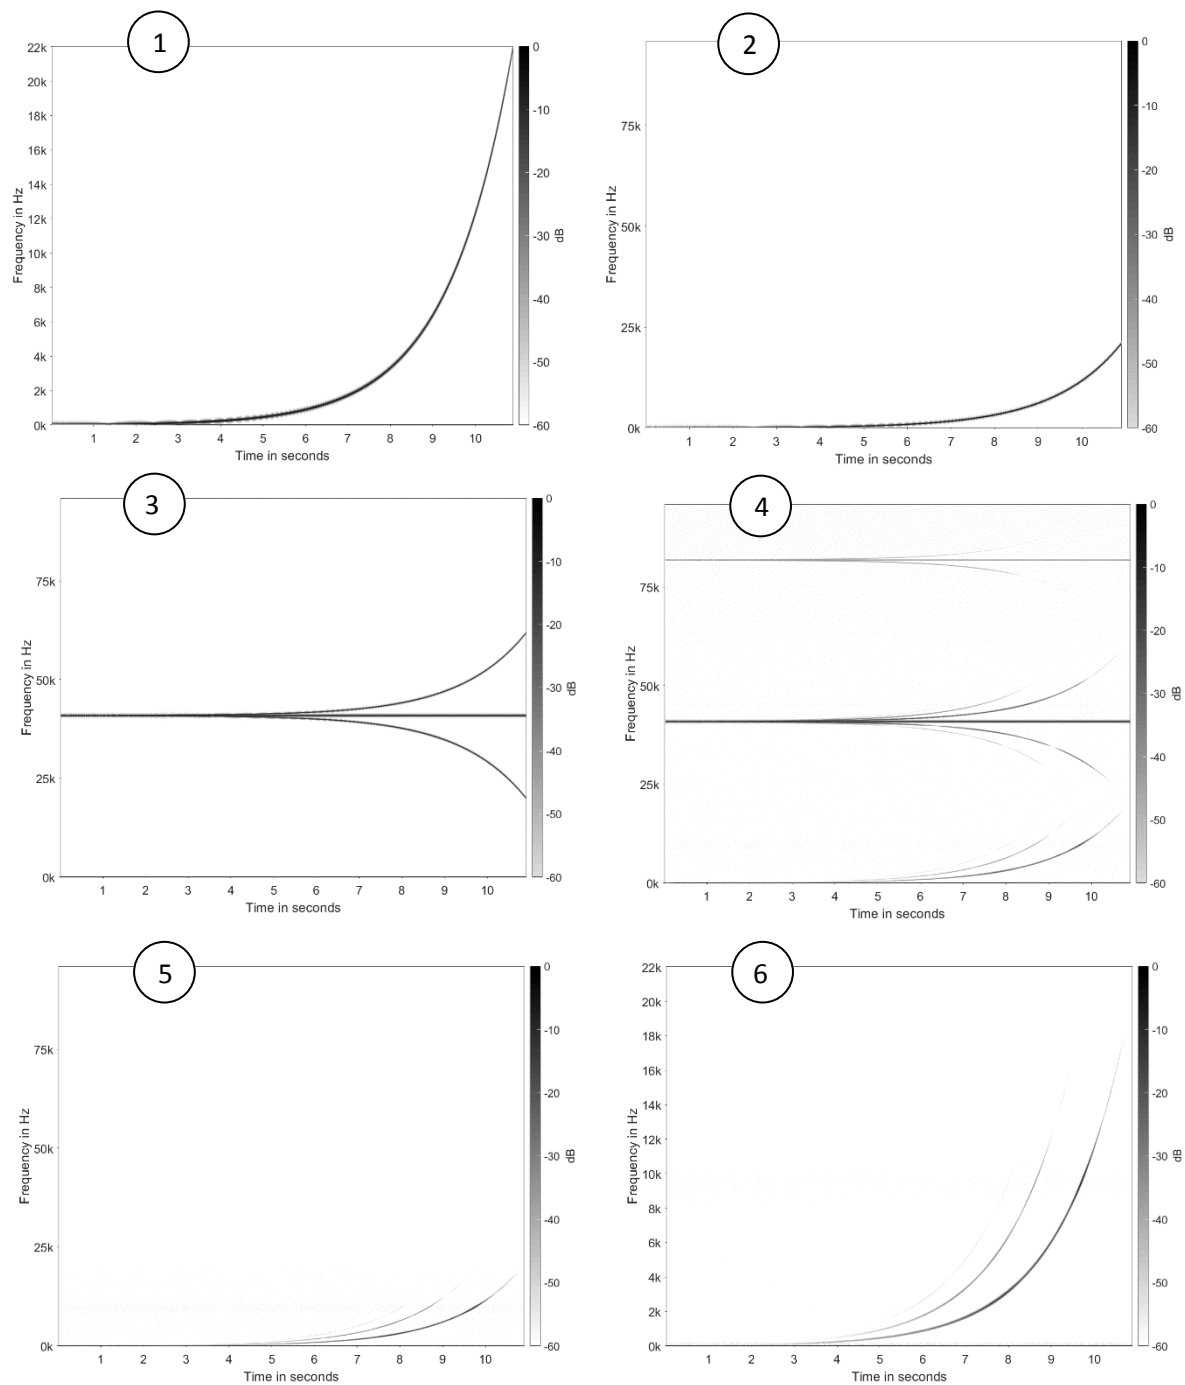 1
22k
20k
18k
16k
14k
12k
10k
8k
6k
4k
2k
0k
Frequency in Hz
1 2 3 4 5 6 7 8 9 10
Time in seconds
0
-10
-20
-30
-40
-50
-60
dB
2
75k
50k
25k
0k
Frequency in Hz
1 2 3 4 5 6 7 8 9 10
Time in seconds
0
-10
-20
-30
-40
-50
-60
dB
3
75k
50k
25k
0k
Frequency in Hz
1 2 3 4 5 6 7 8 9 10
Time in seconds
0
-10
-20
-30
-40
-50
-60
dB
4
75k
50k
25k
0k
Frequency in Hz
1 2 3 4 5 6 7 8 9 10
Time in seconds
0
-10
-20
-30
-40
-50
-60
dB
5
75k
50k
25k
0k
Frequency in Hz
1 2 3 4 5 6 7 8 9 10
Time in seconds
0
-10
-20
-30
-40
-50
-60
dB
6
22k
20k
18k
16k
14k
12k
10k
8k
6k
4k
2k
0k
Frequency in Hz
1 2 3 4 5 6 7 8 9 10
Time in seconds
0
-10
-20
-30
-40
-50
-60
dB